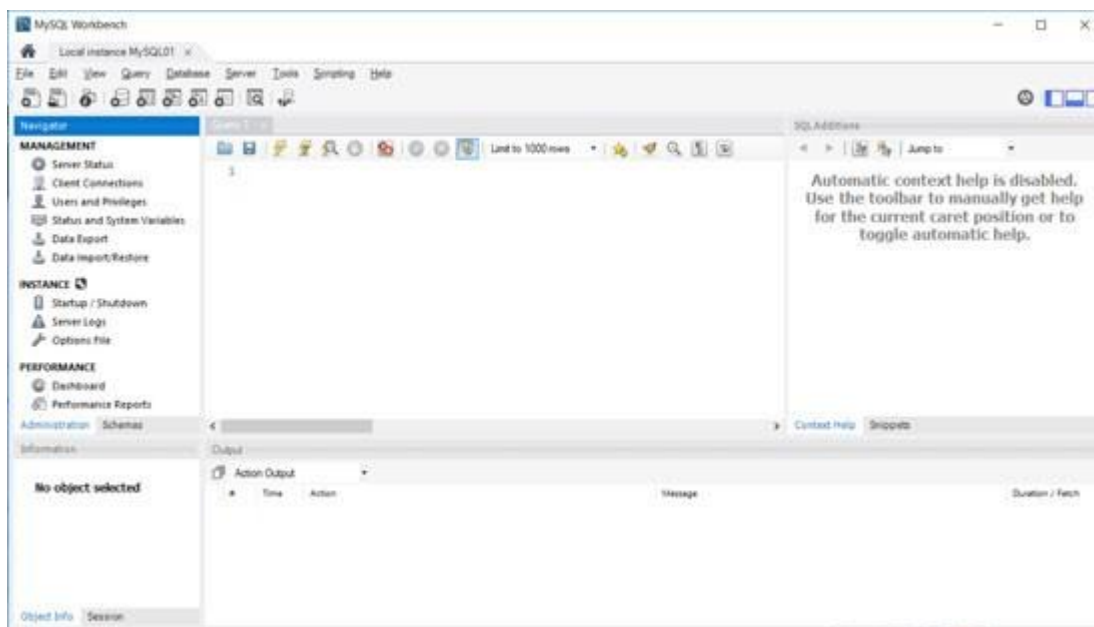 MySQL Workbench
Local instance MySQL01
File Edit View Query Database Server Tools Scripting Help
Navigator
MANAGEMENT
Server Status
Client Connections
Users and Privileges
Status and System Variables
Data Export
Data Import/Restore
INSTANCE
Startup / Shutdown
Server Logs
Options File
PERFORMANCE
Dashboard
Performance Reports
Administration Schemas
Information
No object selected
Object Info Session
Query 1
Limit to 1000 rows
1
Output
Action Output
# Time Action Message Duration / Fetch
SQLAdditions
Jump to
Automatic context help is disabled.
Use the toolbar to manually get help
for the current caret position or to
toggle automatic help.
Context Help Snippets